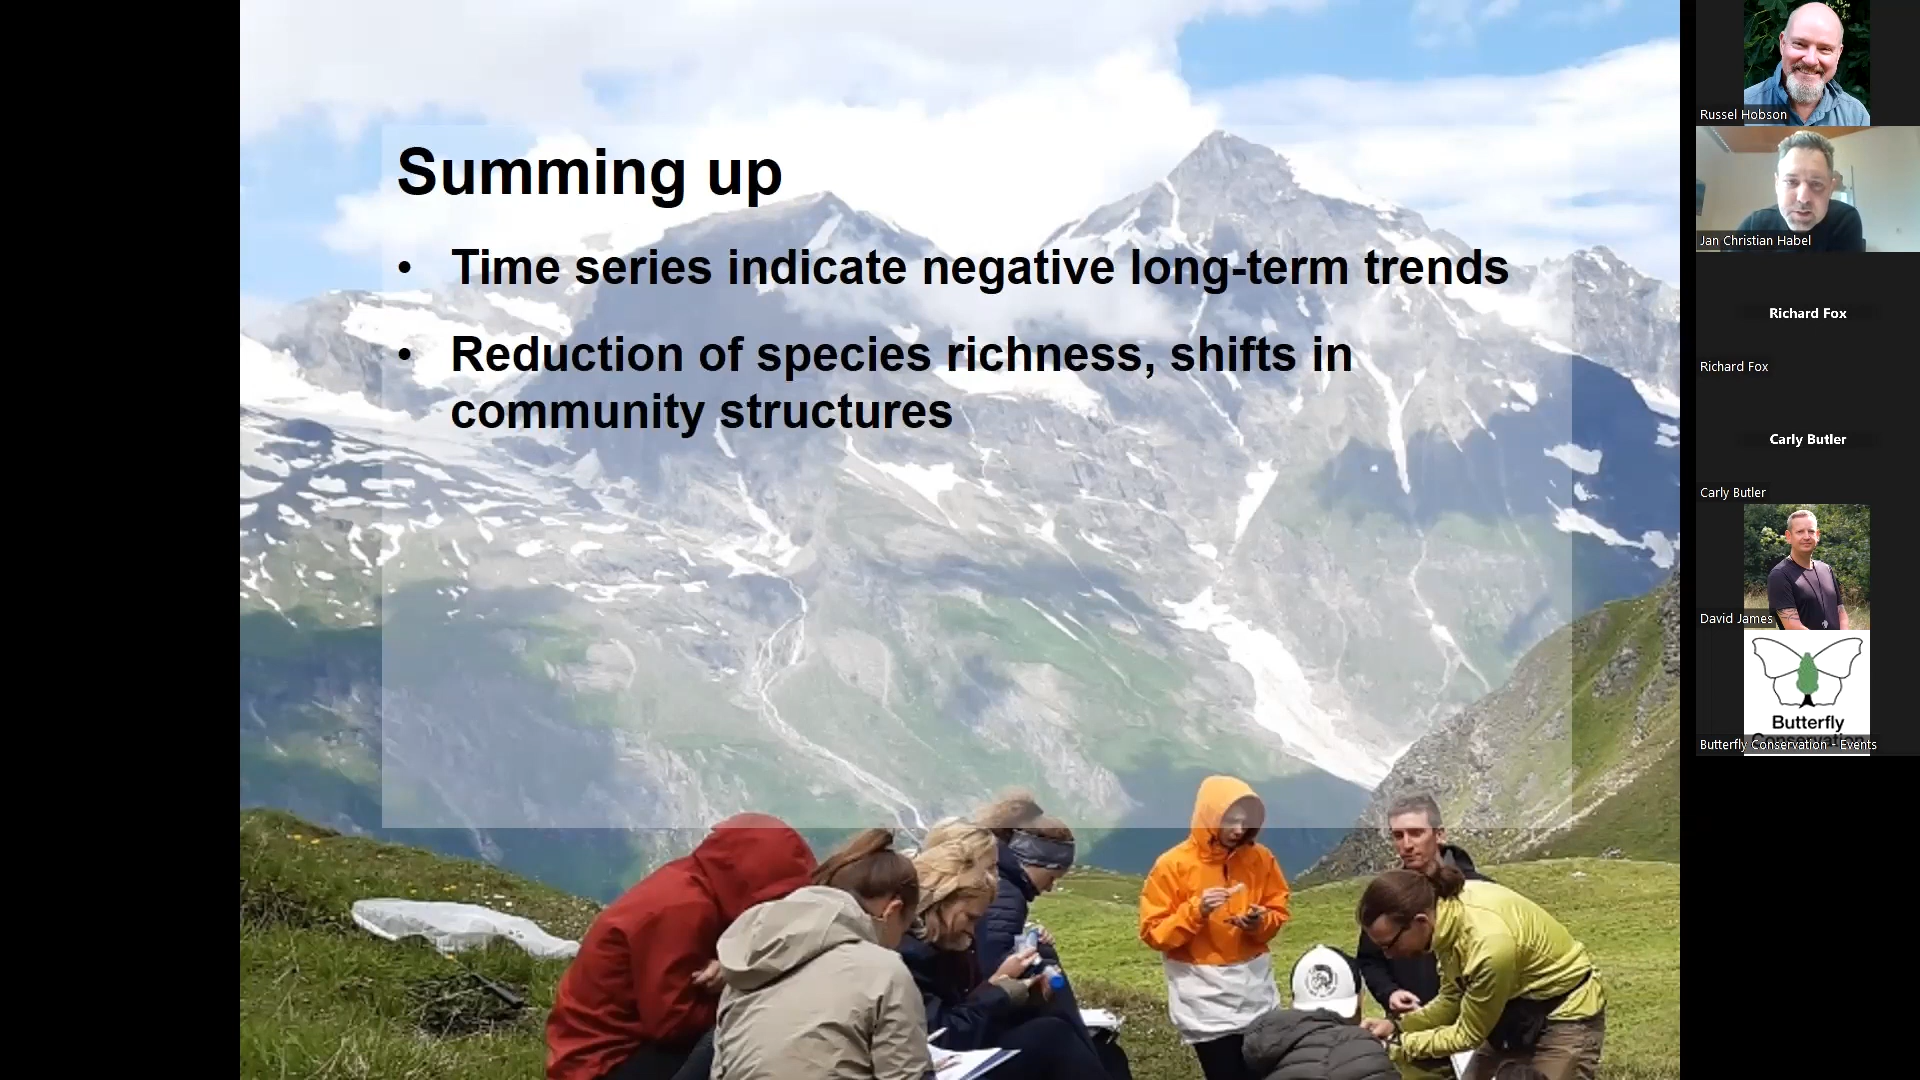 Summing up
• Time series indicate negative long-term trends
• Reduction of species richness, shifts in
community structures
Russel Hobson
Jan Christian Habel
Richard Fox
Richard Fox
Carly Butler
Carly Butler
David James
Butterfly
Conservation
Butterfly Conservation - Events